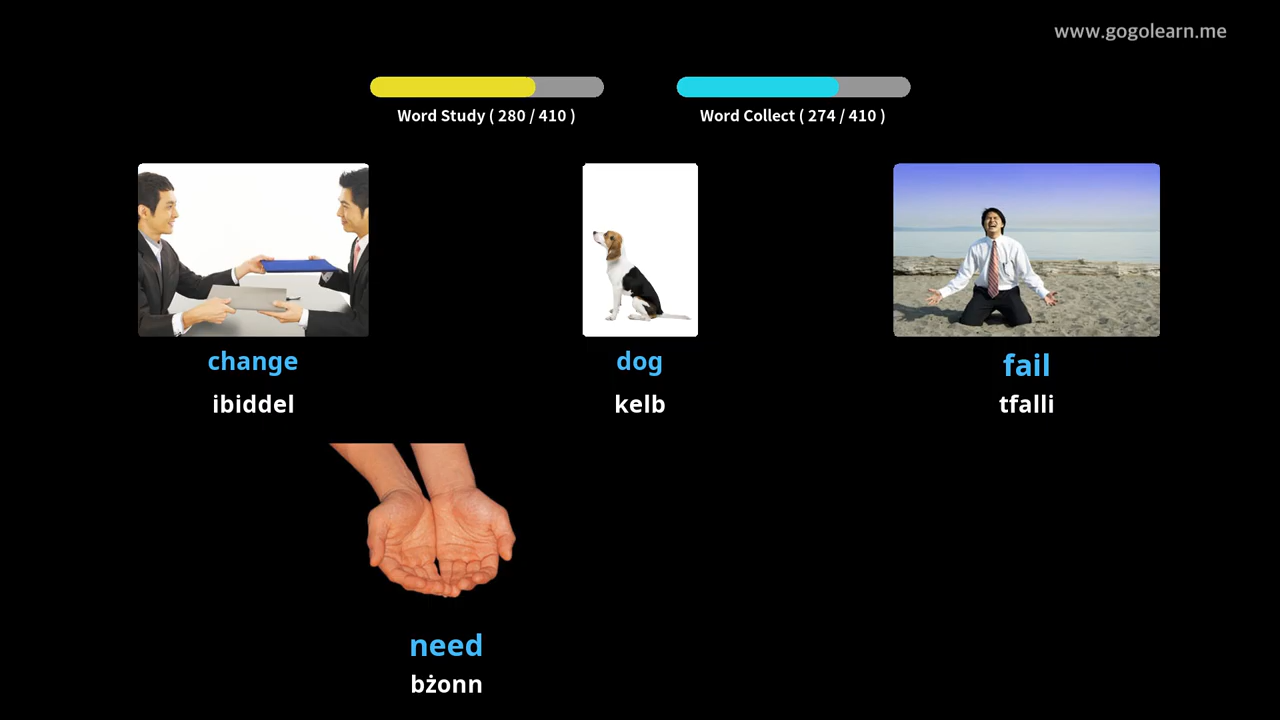 www.gogolearn.me
Word Study ( 280 / 410 )
Word Collect ( 274 / 410 )
change
dog
fail
ibiddel
kelb
tfalli
need
bżonn